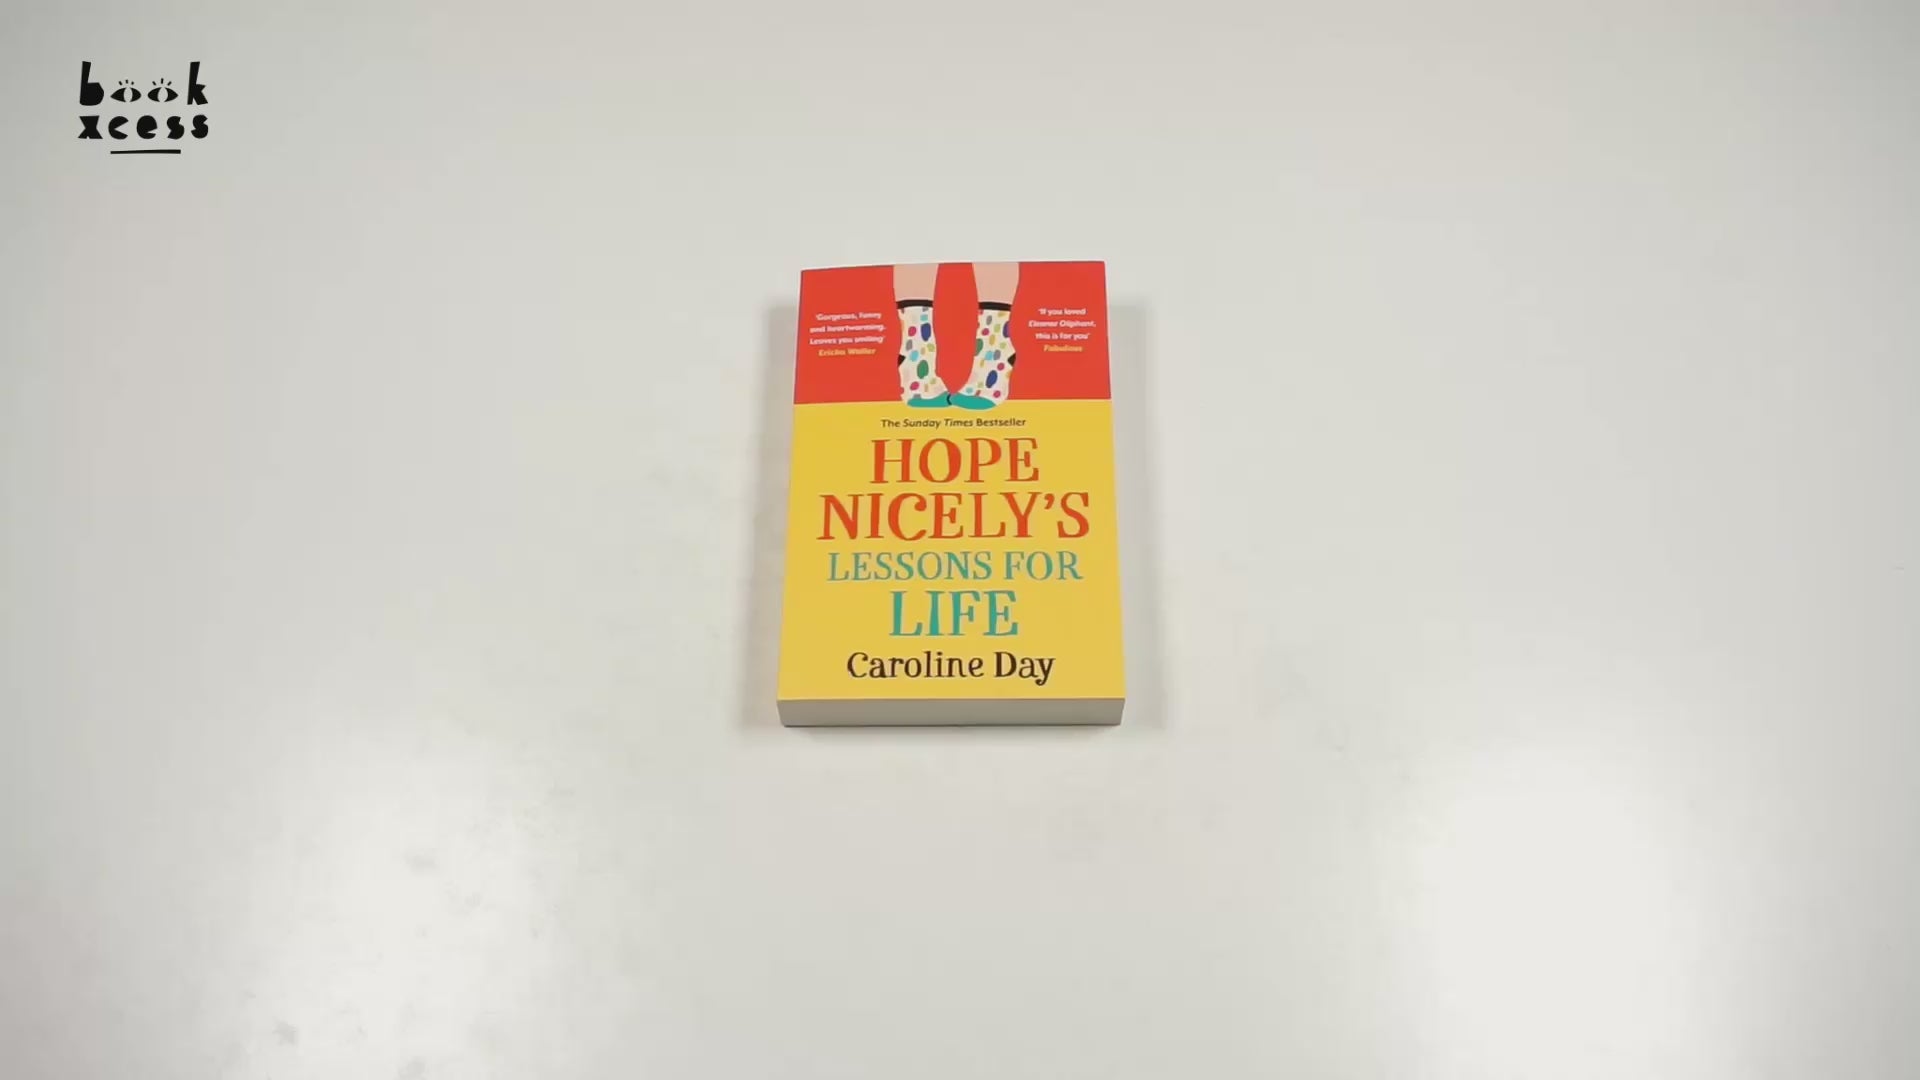 book
xcess
'Gorgeous, funny
and heartwarming.
Leaves you smiling'
Ericka Waller
'If you loved
Eleanor Oliphant,
this is for you'
Fabulous
The Sunday Times Bestseller
HOPE
NICELY'S
LESSONS FOR
LIFE
Caroline Day